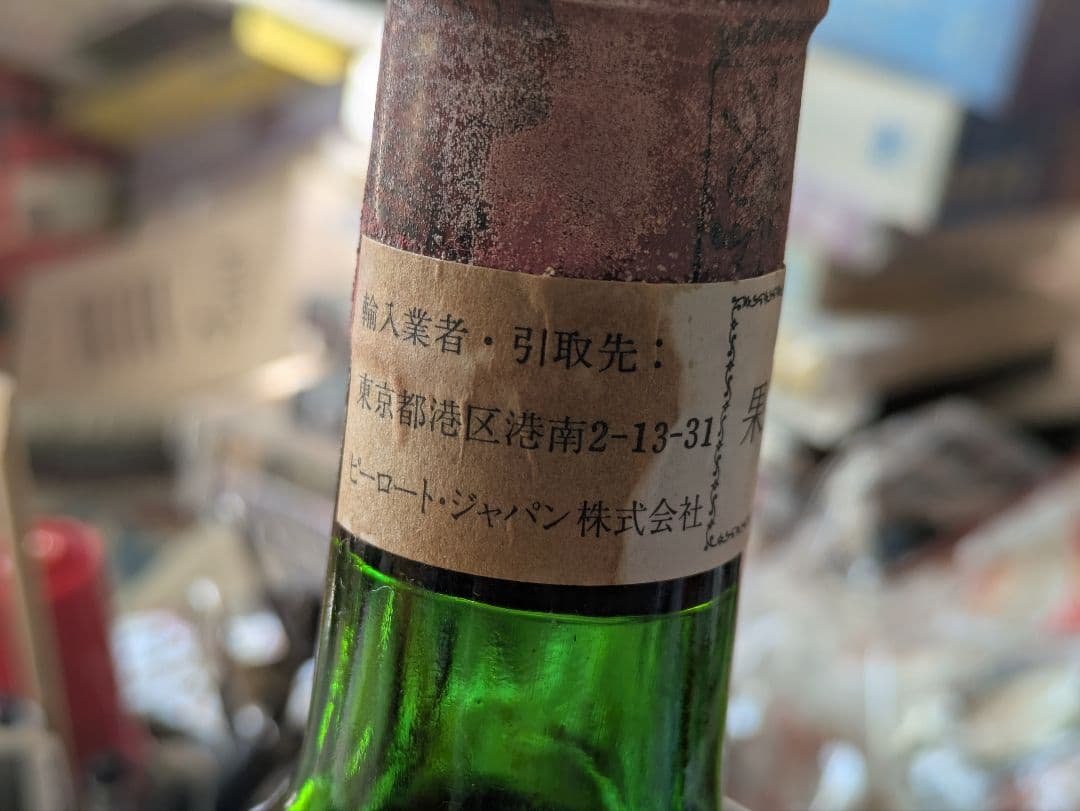 輸入業者・引取先：
東京都港区港南2-13-31
ピーロート・ジャパン株式会社
果